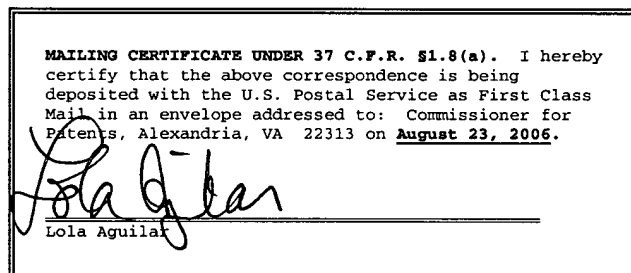 MAILING CERTIFICATE UNDER 37 C.F.R. §1.8(a). I hereby
certify that the above correspondence is being
deposited with the U.S. Postal Service as First Class
Mail in an envelope addressed to: Commissioner for
Patents, Alexandria, VA 22313 on August 23, 2006.
Lola Aguilar
Lola Aguilar